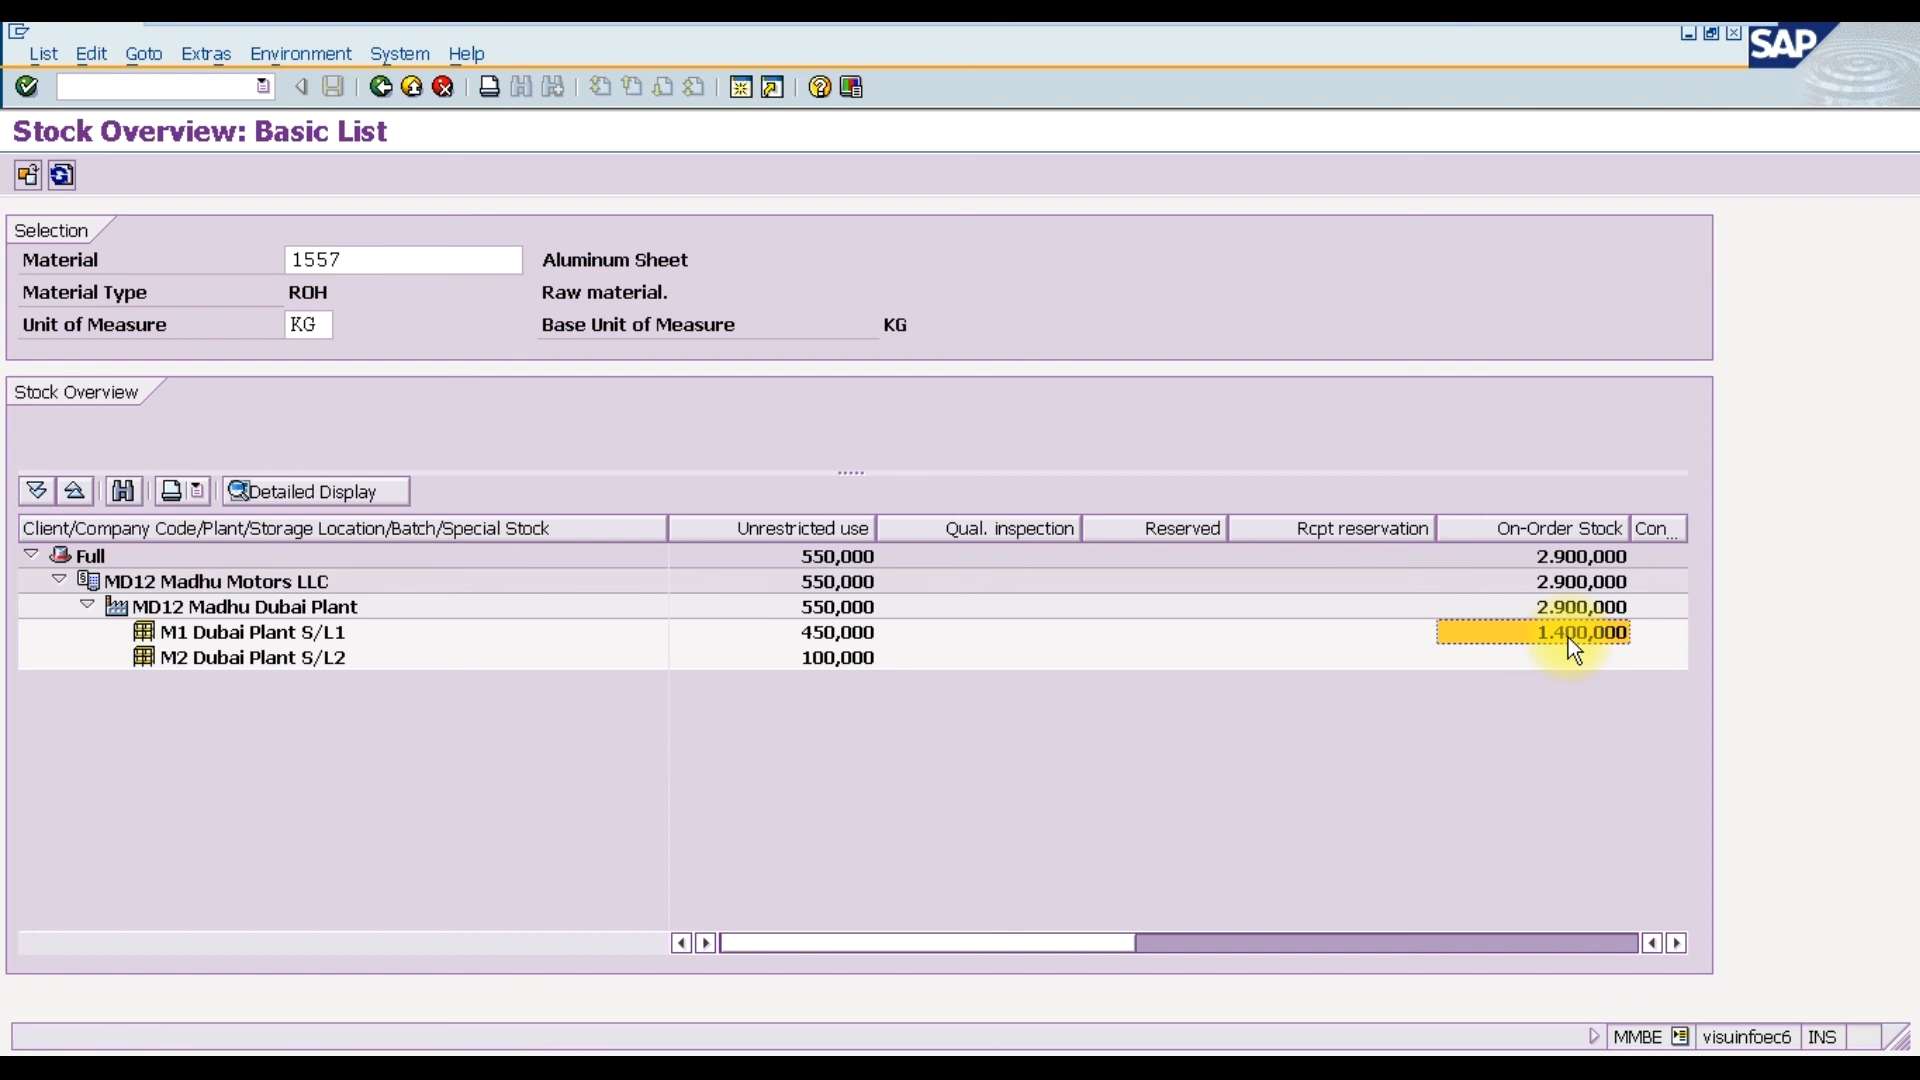 List Edit Goto Extras Environment System Help
SAP
Stock Overview: Basic List
Selection
Material 1557 Aluminum Sheet
Material Type ROH Raw material.
Unit of Measure KG Base Unit of Measure KG
Stock Overview
Detailed Display
Client/Company Code/Plant/Storage Location/Batch/Special Stock Unrestricted use Qual. inspection Reserved Rcpt reservation On-Order Stock Con...
Full 550,000 2.900,000
MD12 Madhu Motors LLC 550,000 2.900,000
MD12 Madhu Dubai Plant 550,000 2.900,000
M1 Dubai Plant S/L1 450,000 1.400,000
M2 Dubai Plant S/L2 100,000
MMBE visuinfoec6 INS